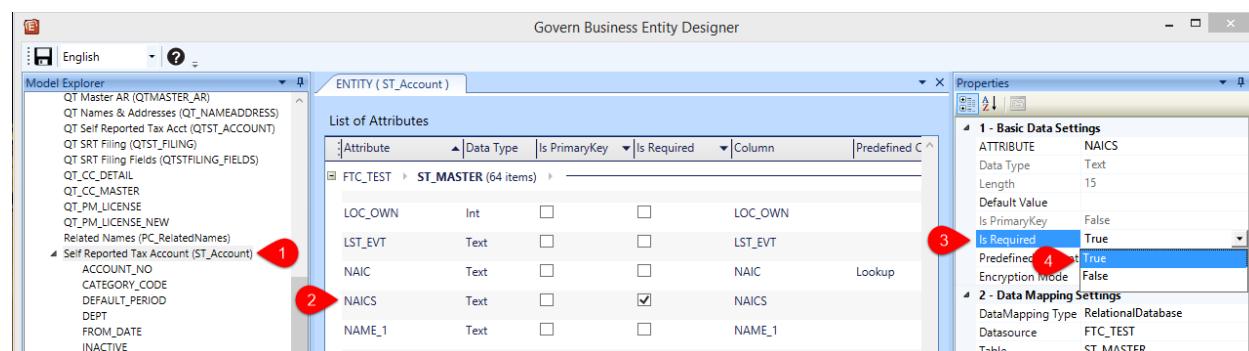 Govern Business Entity Designer
English
Model Explorer
QT Master AR (QTMASTER_AR)
QT Names & Addresses (QT_NAMEADDRESS)
QT Self Reported Tax Acct (QTST_ACCOUNT)
QT SRT Filing (QTST_FILING)
QT SRT Filing Fields (QTSTFILING_FIELDS)
QT_CC_DETAIL
QT_CC_MASTER
QT_PM_LICENSE
QT_PM_LICENSE_NEW
Related Names (PC_RelatedNames)
Self Reported Tax Account (ST_Account)
1
ACCOUNT_NO
CATEGORY_CODE
DEFAULT_PERIOD
DEPT
FROM_DATE
INACTIVE
ENTITY ( ST_Account )
List of Attributes
Attribute Data Type Is PrimaryKey Is Required Column Predefined C
FTC_TEST ST_MASTER (64 items)
LOC_OWN Int LOC_OWN
LST_EVT Text LST_EVT
NAIC Text NAIC Lookup
2 NAICS Text NAICS
NAME_1 Text NAME_1
Properties
1 - Basic Data Settings
ATTRIBUTE NAICS
Data Type Text
Length 15
Default Value
Is PrimaryKey False
3 Is Required True
Predefined 4 True
Encryption Mode False
2 - Data Mapping Settings
DataMapping Type RelationalDatabase
Datasource FTC_TEST
Table ST_MASTER